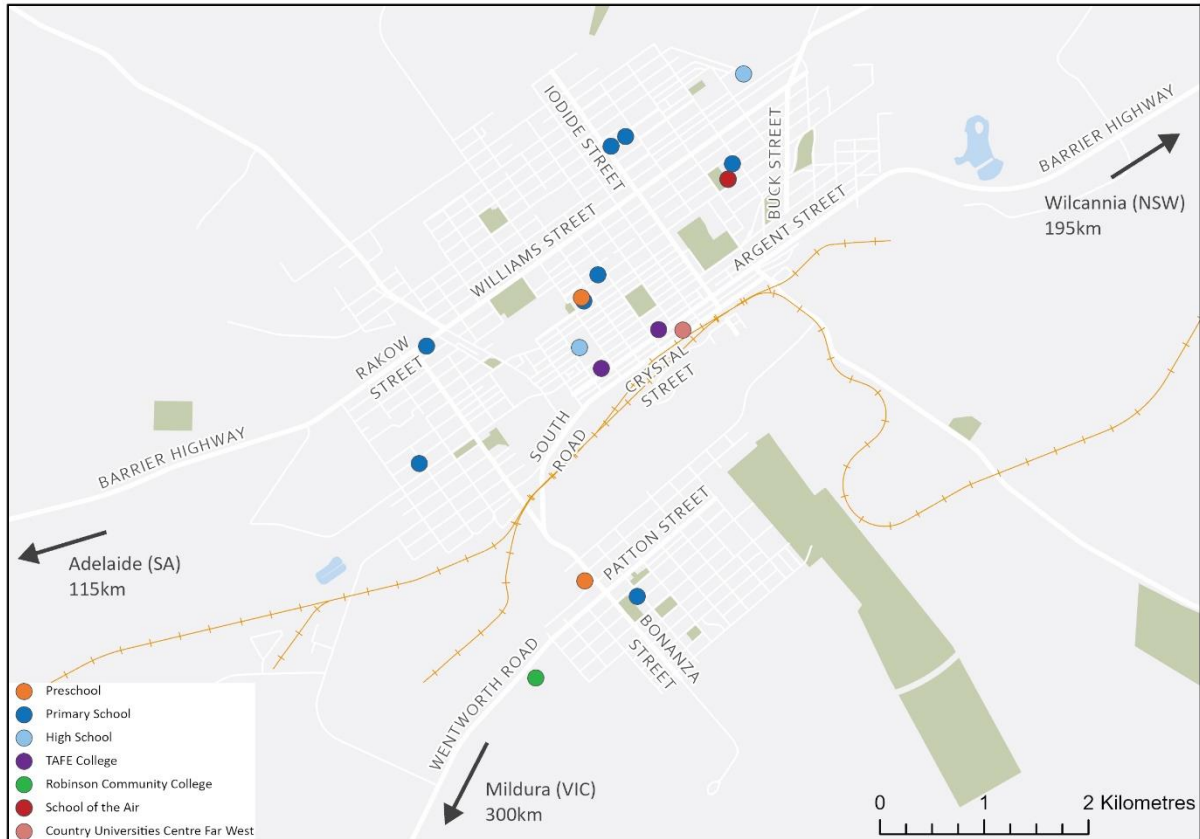 IODIDE STREET
BUCK STREET
BARRIER HIGHWAY
Wilcannia (NSW)
195km
WILLIAMS STREET
ARGENT STREET
RAKOW
STREET
CRYSTAL
STREET
SOUTH
ROAD
BARRIER HIGHWAY
Adelaide (SA)
115km
PATTON STREET
BONANZA
STREET
WENTWORTH ROAD
Mildura (VIC)
300km
Preschool
Primary School
High School
TAFE College
Robinson Community College
School of the Air
Country Universities Centre Far West
0 1 2 Kilometres